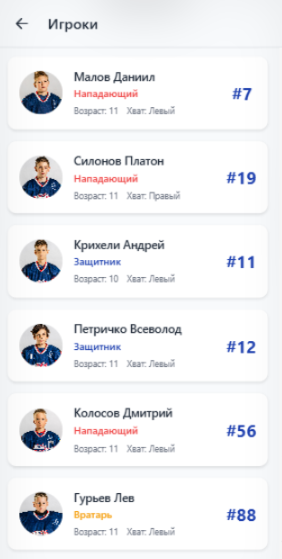 ← Игроки
Малов Даниил
Нападающий
#7
Возраст: 11 Хват: Левый
Силонов Платон
Нападающий
#19
Возраст: 11 Хват: Правый
Крихели Андрей
Защитник
#11
Возраст: 10 Хват: Левый
Петричко Всеволод
Защитник
#12
Возраст: 11 Хват: Левый
Колосов Дмитрий
Нападающий
#56
Возраст: 11 Хват: Левый
Гурьев Лев
Вратарь
#88
Возраст: 11 Хват: Левый